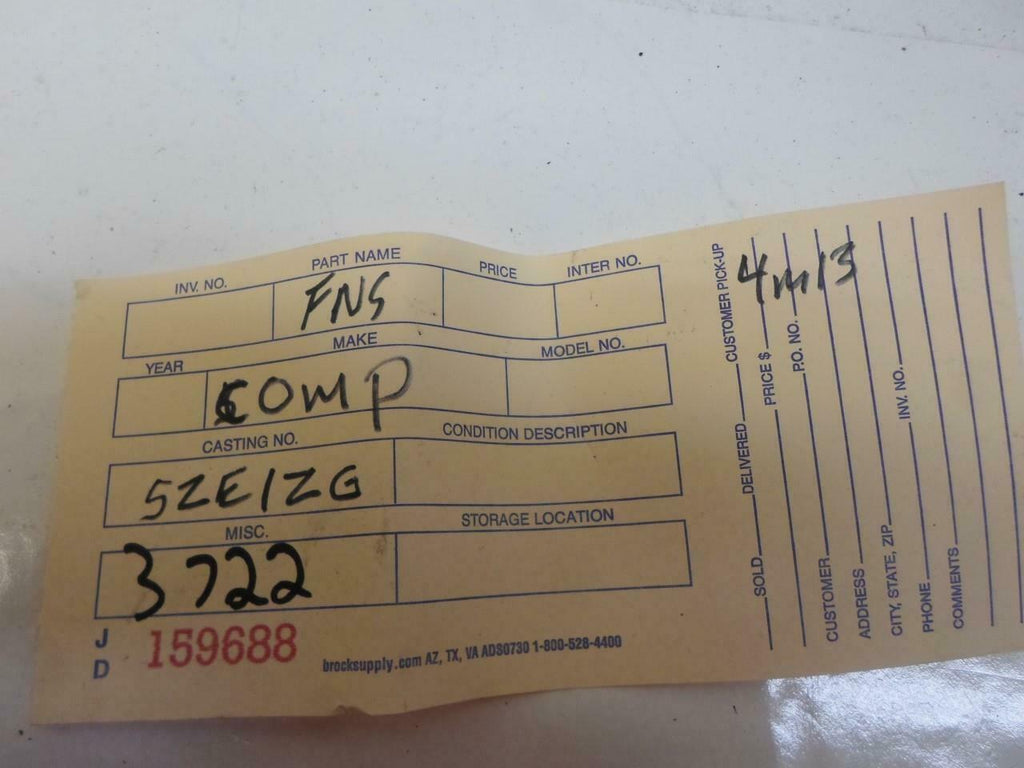 INV. NO. PART NAME PRICE INTER NO.
FNS
YEAR MAKE MODEL NO.
COMP
CASTING NO. CONDITION DESCRIPTION
5ZE1ZG
MISC. STORAGE LOCATION
3722
J
D
159688
brocksupply.com AZ, TX, VA ADS0730 1-800-528-4400
4m13
SOLD DELIVERED CUSTOMER PICK-UP
PRICE $ P.O. NO.
CUSTOMER
ADDRESS
CITY, STATE, ZIP INV. NO.
PHONE
COMMENTS